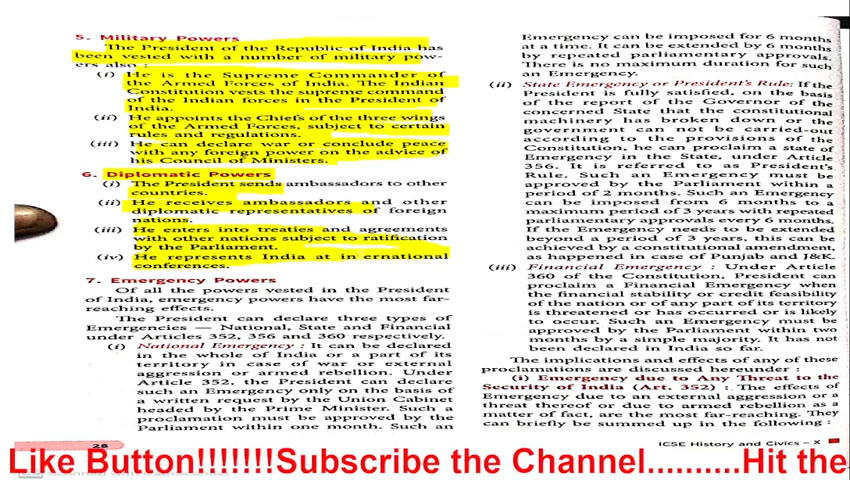 5. Military Powers
The President of the Republic of India has
been vested with a number of military pow-
ers also :
(i) He is the Supreme Commander of
the Armed Forces of India. The Indian
Constitution vests the supreme command
of the Indian forces in the President of
India.
(ii) He appoints the Chiefs of the three wings
of the Armed Forces, subject to certain
rules and regulations.
(iii) He can declare war or conclude peace
with any foreign power on the advice of
his Council of Ministers.
6. Diplomatic Powers
(i) The President sends ambassadors to other
countries.
(ii) He receives ambassadors and other
diplomatic representatives of foreign
nations.
(iii) He enters into treaties and agreements
with other nations subject to ratification
by the Parliament.
(iv) He represents India at in ernational
conferences.
7. Emergency Powers
Of all the powers vested in the President
of India, emergency powers have the most far-
reaching effects.
The President can declare three types of
Emergencies — National, State and Financial
under Articles 352, 356 and 360 respectively.
(i) National Emergency : It can be declared
in the whole of India or a part of its
territory in case of war or external
aggression or armed rebellion. Under
Article 352, the President can declare
such an Emergency only on the basis of
a written request by the Union Cabinet
headed by the Prime Minister. Such a
proclamation must be approved by the
Parliament within one month. Such an
28
Emergency can be imposed for 6 months
at a time. It can be extended by 6 months
by repeated parliamentary approvals.
There is no maximum duration for such
an Emergency.
(ii) State Emergency or President's Rule: If the
President is fully satisfied, on the basis
of the report of the Governor of the
concerned State that the constitutional
machinery has broken down or the
government can not be carried-out
according to the provisions of the
Constitution, he can proclaim a state of
Emergency in the State, under Article
356. It is referred to as President's
Rule. Such an Emergency must be
approved by the Parliament within a
period of 2 months. Such an Emergency
can be imposed from 6 months to a
maximum period of 3 years with repeated
parliamentary approvals every 6 months.
If the Emergency needs to be extended
beyond a period of 3 years, this can be
achieved by a constitutional amendment,
as happened in case of Punjab and J&K.
(iii) Financial Emergency : Under Article
360 of the Constitution, President can
proclaim a Financial Emergency when
the financial stability or credit feasibility
of the nation or of any part of its territory
is threatened or has occurred or is likely
to occur. Such an Emergency must be
approved by the Parliament within two
months by a simple majority. It has not
been declared in India so far.
The implications and effects of any of these
proclamations are discussed hereunder :
(i) Emergency due to Any Threat to the
Security of India (Art. 352) : The effects of
Emergency due to an external aggression or a
threat thereof or due to armed rebellion as a
matter of fact, are the most far-reaching. They
can briefly be summed up in the following :
ICSE History and Civics – X
Like Button!!!!!!!Subscribe the Channel..........Hit the